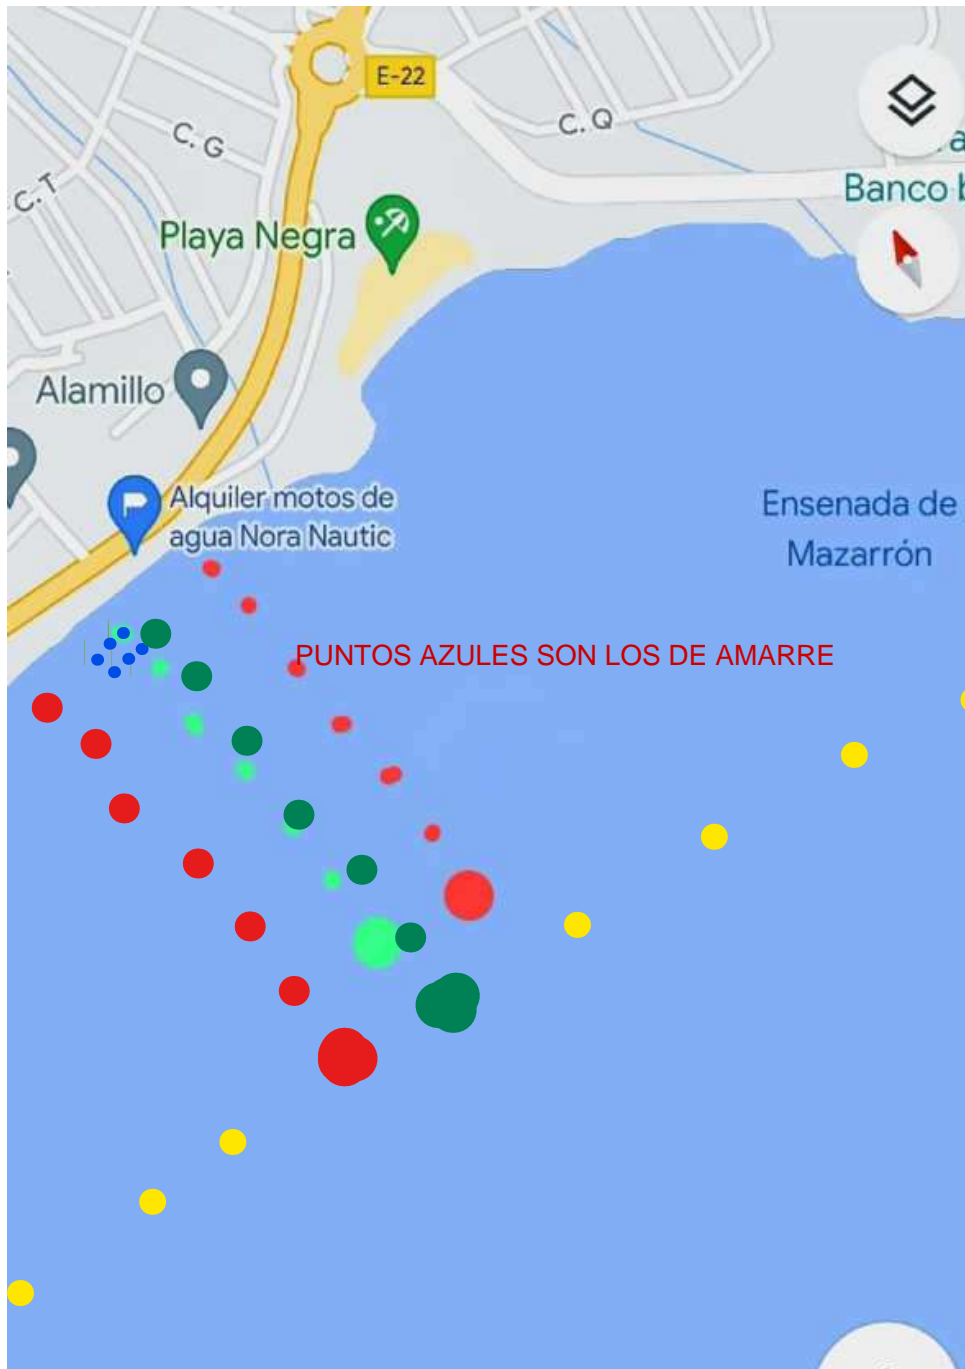 E-22
C. Q
C. G
C. T
Banco b
Playa Negra
Alamillo
Alquiler motos de
agua Nora Nautic
Ensenada de
Mazarrón
PUNTOS AZULES SON LOS DE AMARRE